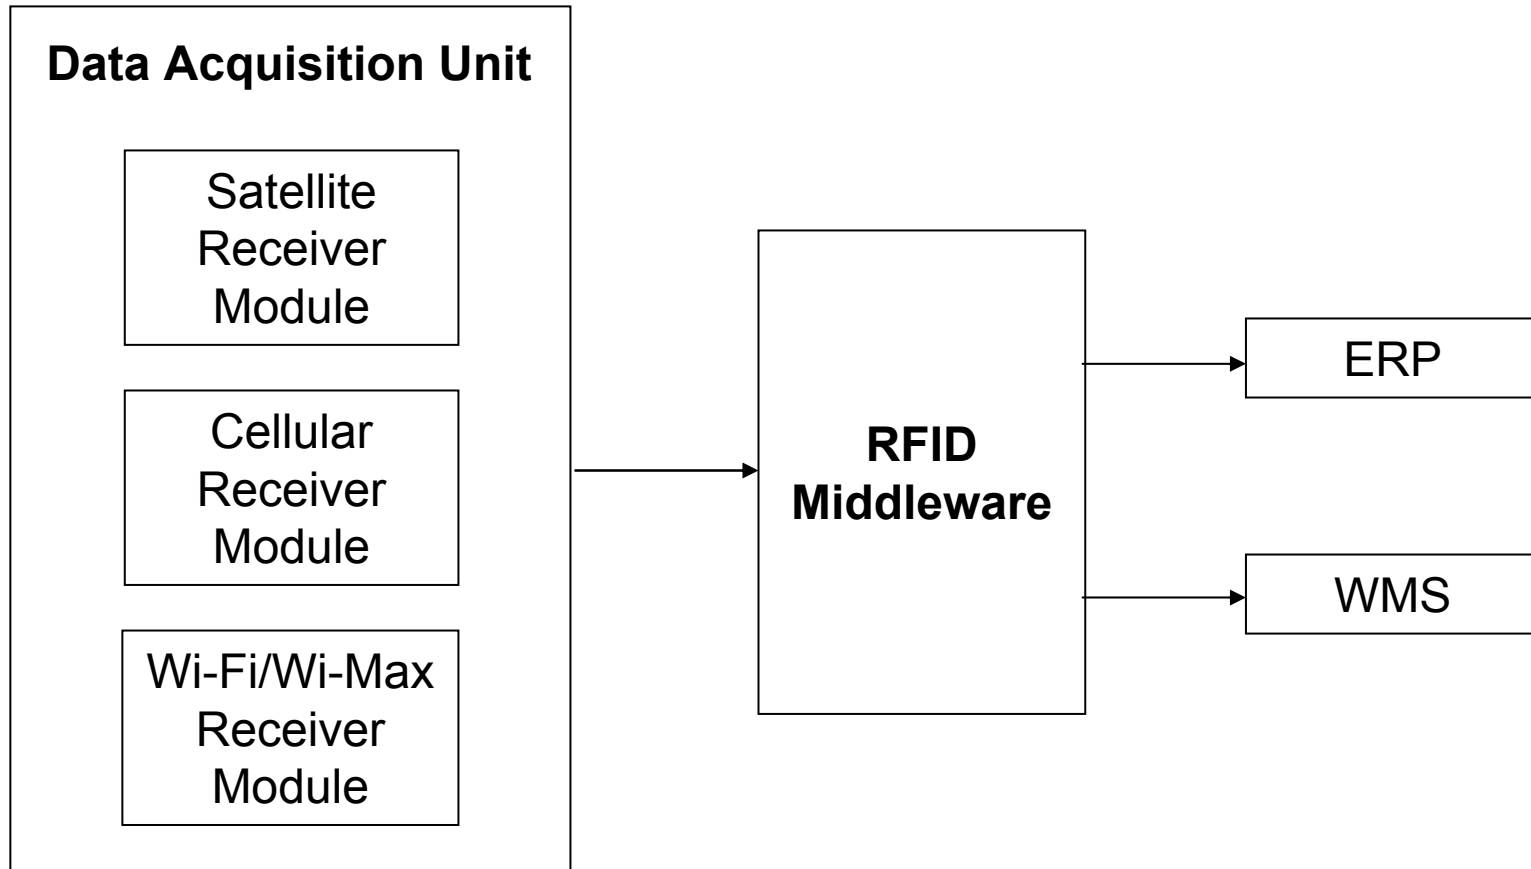 Data Acquisition Unit
Satellite
Receiver
Module
Cellular
Receiver
Module
Wi-Fi/Wi-Max
Receiver
Module
RFID
Middleware
ERP
WMS